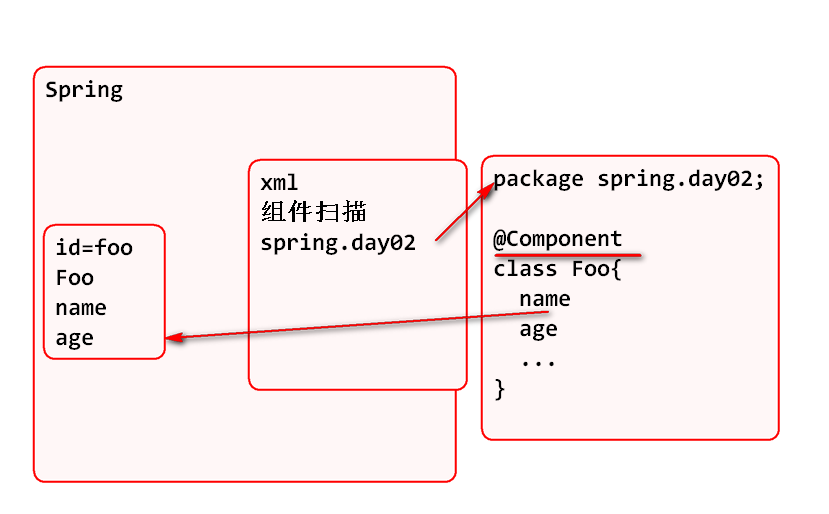 Spring
xml
组件扫描
spring.day02
id=foo
Foo
name
age
package spring.day02;
@Component
class Foo{
name
age
...
}